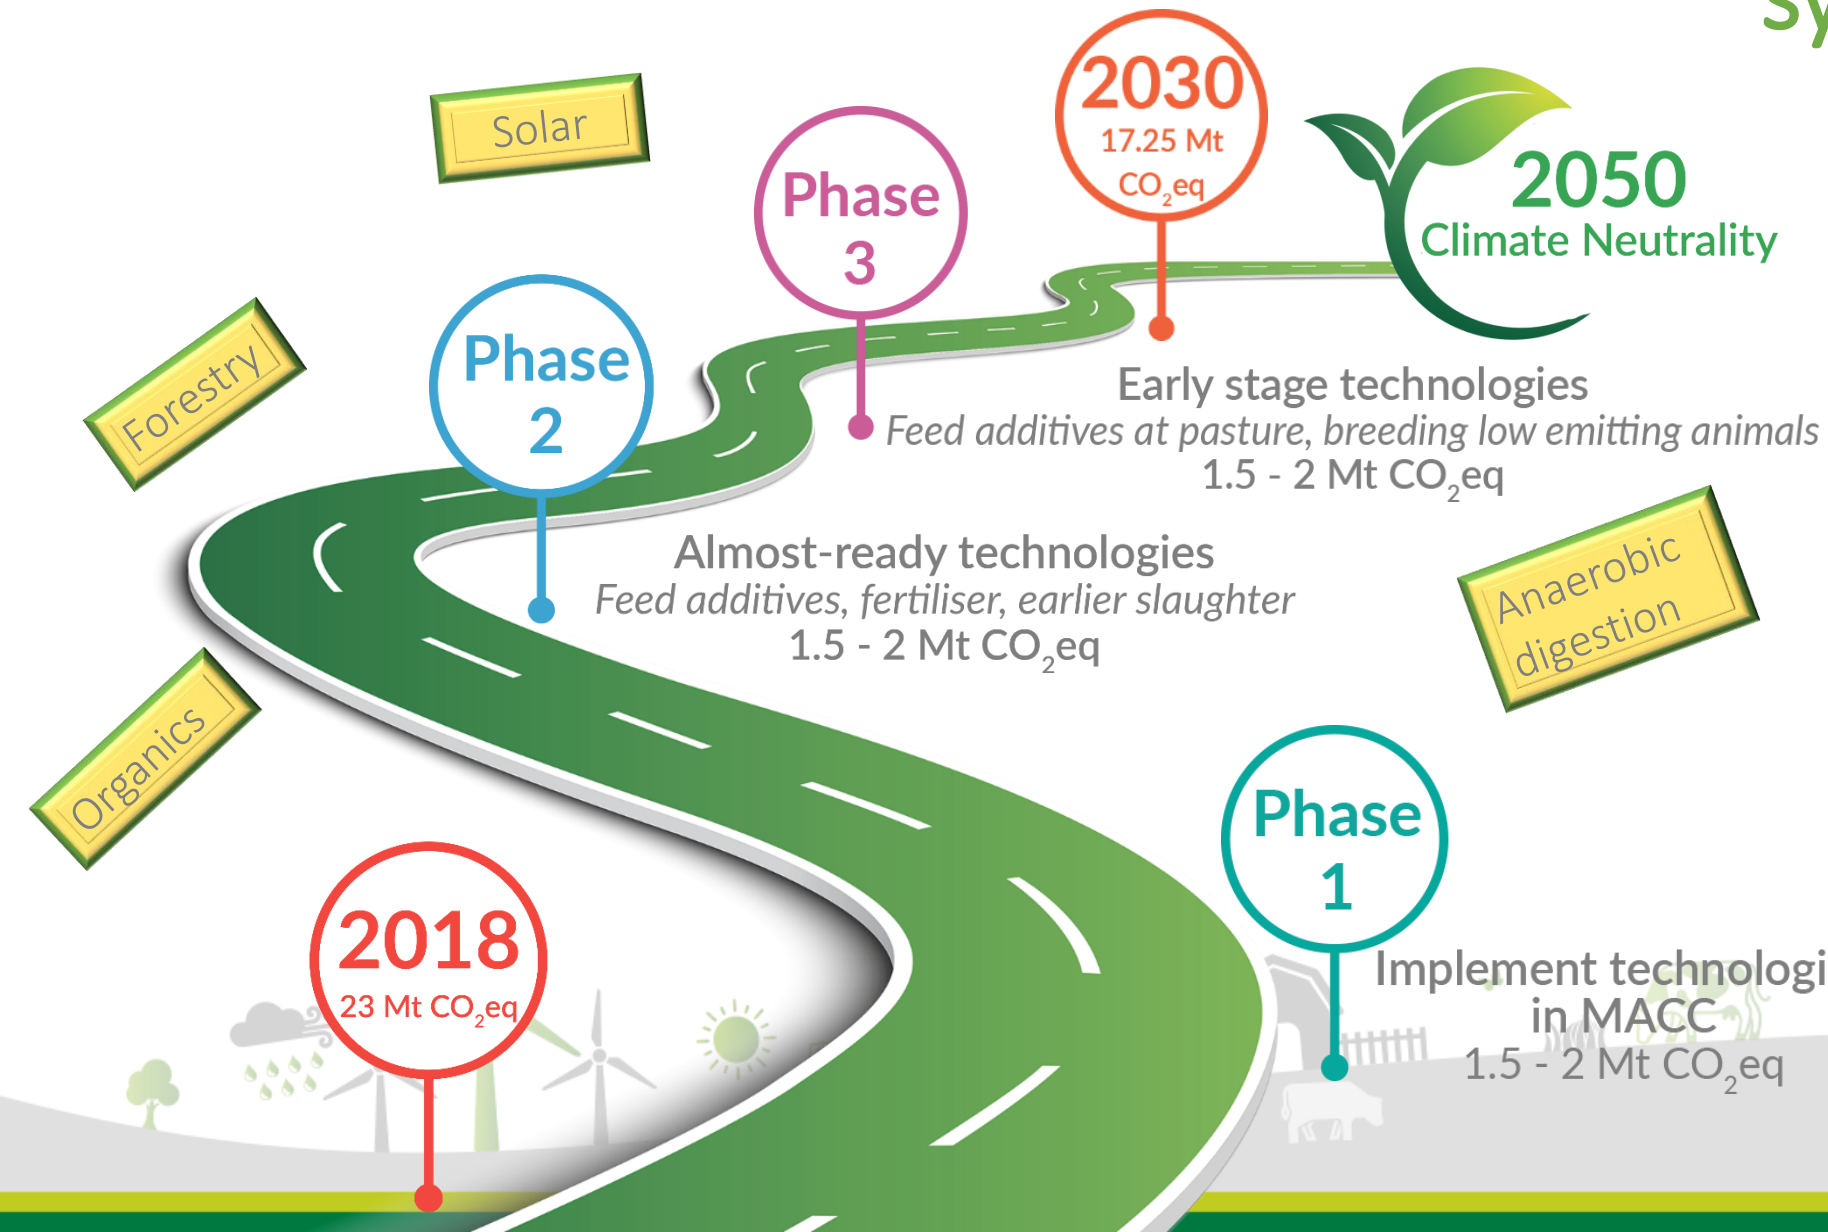 Sy
Solar
2030
17.25 Mt
CO₂eq
Phase
3
2050
Climate Neutrality
Phase
2
Forestry
Early stage technologies
Feed additives at pasture, breeding low emitting animals
1.5 - 2 Mt CO₂eq
Almost-ready technologies
Feed additives, fertiliser, earlier slaughter
1.5 - 2 Mt CO₂eq
Anaerobic
digestion
Organics
Phase
1
2018
23 Mt CO₂eq
Implement technologi
in MACC
1.5 - 2 Mt CO₂eq